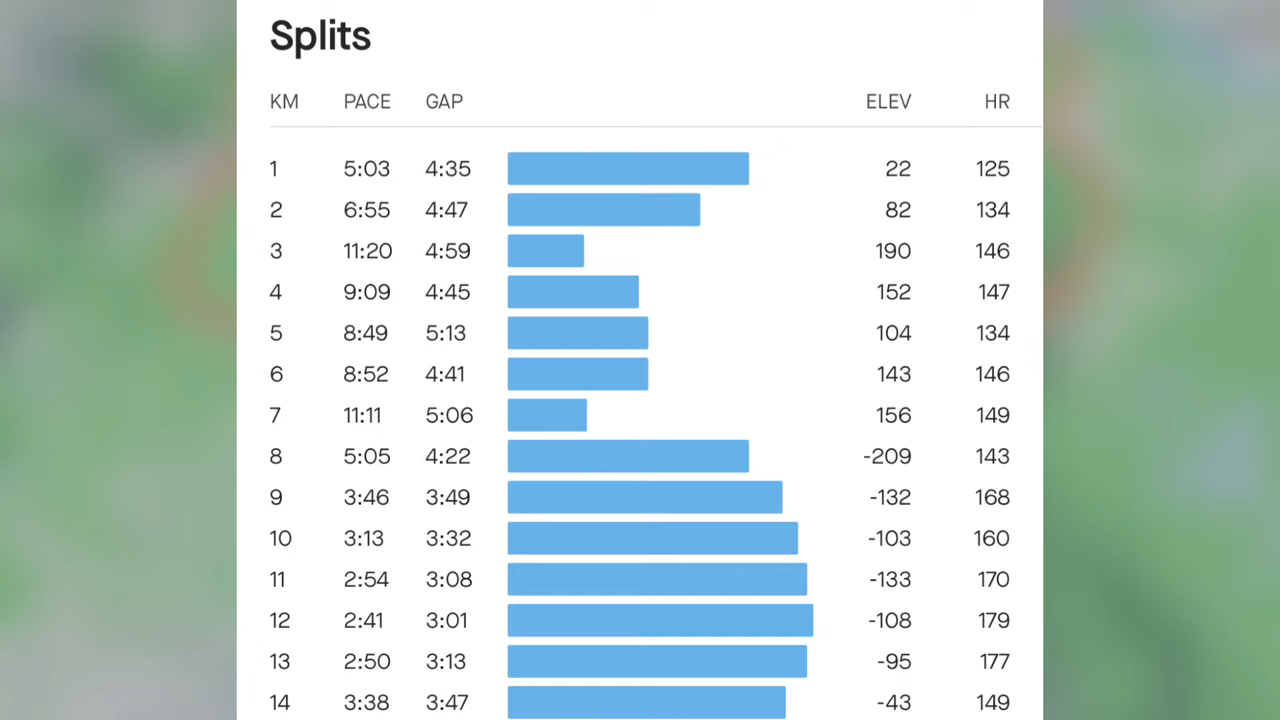 Splits
KM PACE GAP ELEV HR
1 5:03 4:35 22 125
2 6:55 4:47 82 134
3 11:20 4:59 190 146
4 9:09 4:45 152 147
5 8:49 5:13 104 134
6 8:52 4:41 143 146
7 11:11 5:06 156 149
8 5:05 4:22 -209 143
9 3:46 3:49 -132 168
10 3:13 3:32 -103 160
11 2:54 3:08 -133 170
12 2:41 3:01 -108 179
13 2:50 3:13 -95 177
14 3:38 3:47 -43 149